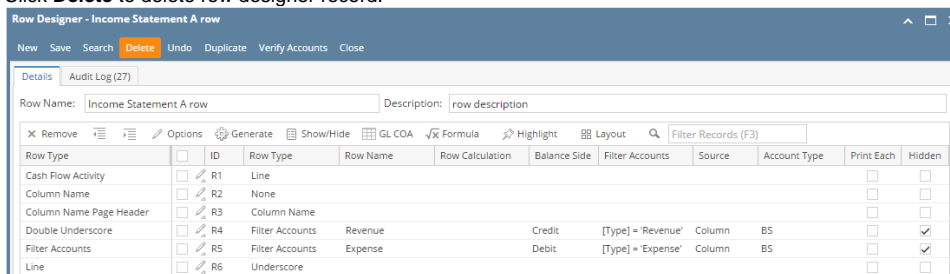 Click Delete to delete row designer record.
Row Designer - Income Statement A row
New Save Search Delete Undo Duplicate Verify Accounts Close
Details Audit Log (27)
Row Name: Income Statement A row Description: row description
Remove Options Generate Show/Hide GL COA Formula Highlight Layout Filter Records (F3)
Row Type ID Row Type Row Name Row Calculation Balance Side Filter Accounts Source Account Type Print Each Hidden
Cash Flow Activity R1 Line
Column Name R2 None
Column Name Page Header R3 Column Name
Double Underscore R4 Filter Accounts Revenue Credit [Type] = 'Revenue' Column BS
Filter Accounts R5 Filter Accounts Expense Debit [Type] = 'Expense' Column BS
Line R6 Underscore